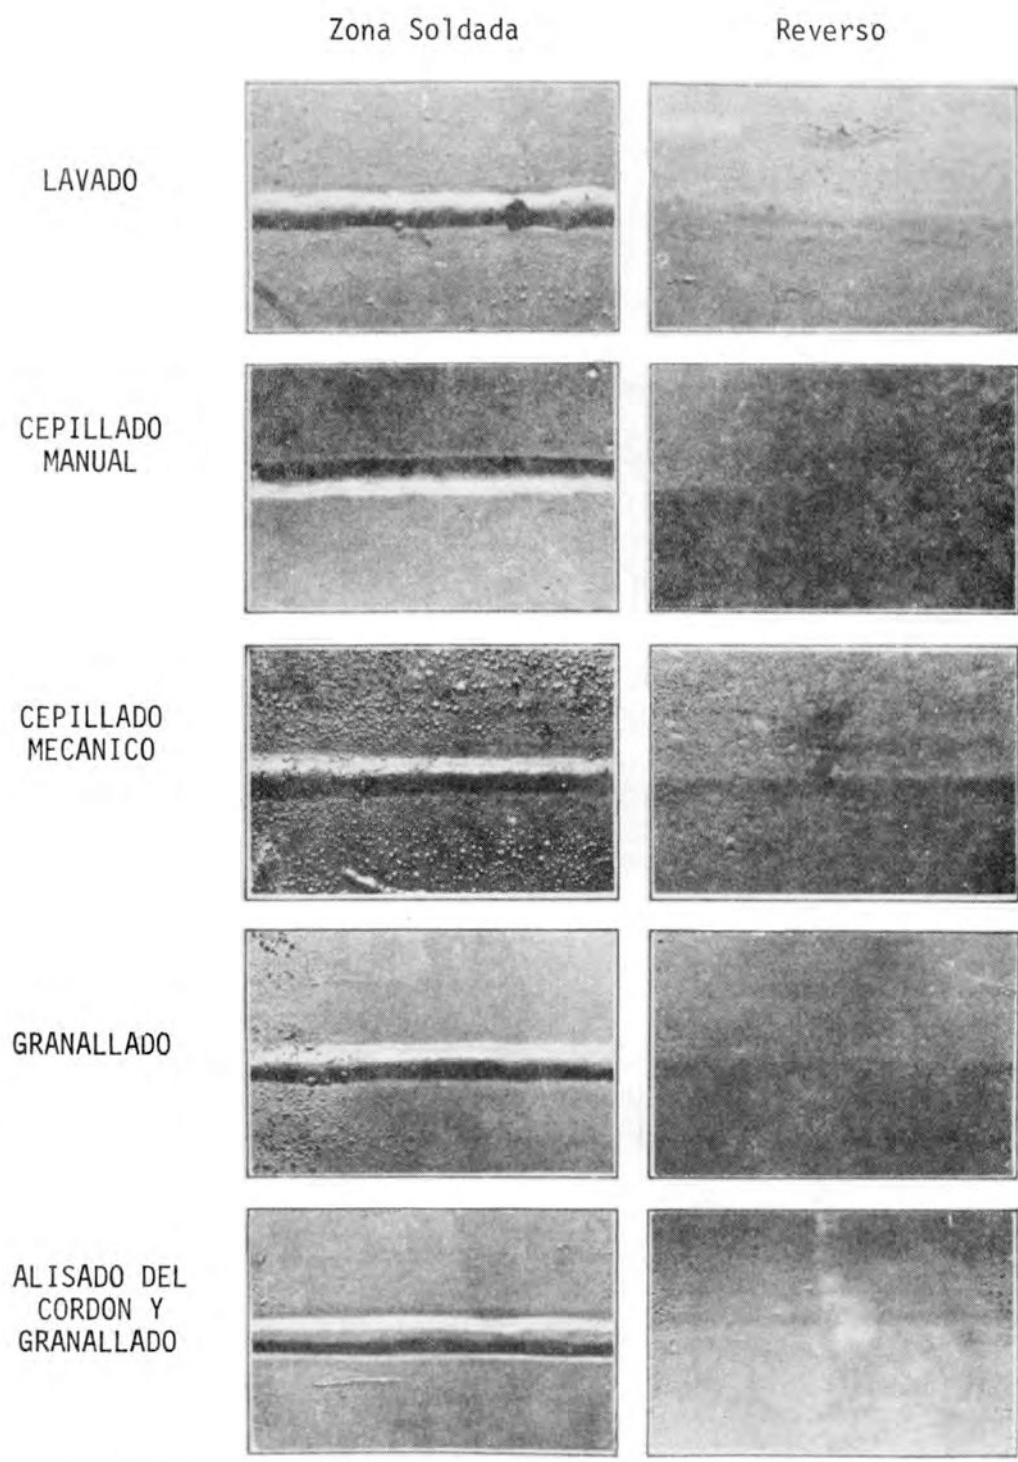 Zona Soldada Reverso
LAVADO
CEPILLADO
MANUAL
CEPILLADO
MECANICO
GRANALLADO
ALISADO DEL
CORDON Y
GRANALLADO